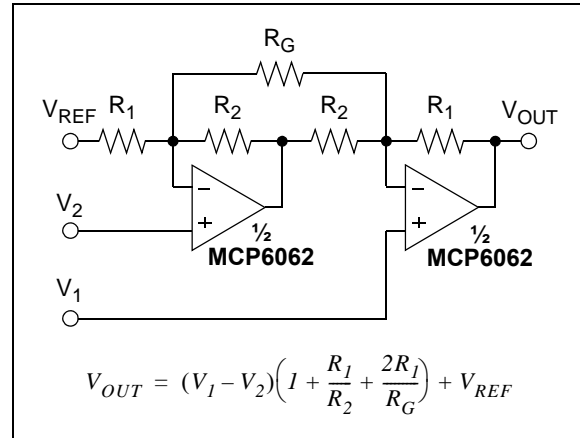 R_G
V_REF R_1 R_2 R_2 R_1 V_OUT
−
+
V_2
½
MCP6062
−
+
½
MCP6062
V_1
V_OUT = (V_1 – V_2)(1 + R_1/R_2 + 2R_1/R_G) + V_REF